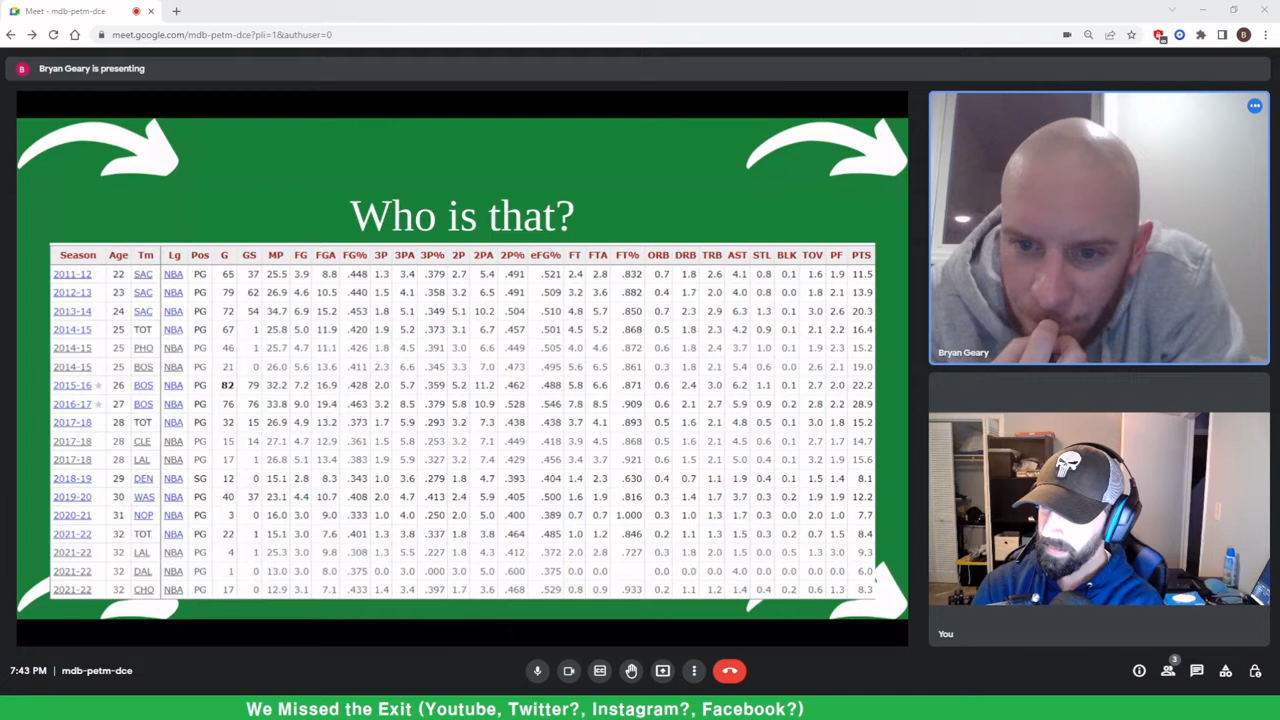 Meet - mdb-petm-dce
meet.google.com/mdb-petm-dce?pli=1&authuser=0
B
B Bryan Geary is presenting
Who is that?
Season Age Tm Lg Pos G GS MP FG FGA FG% 3P 3PA 3P% 2P 2PA 2P% eFG% FT FTA FT% ORB DRB TRB AST STL BLK TOV PF PTS
2011-12 22 SAC NBA PG 65 37 25.5 3.9 8.8 .448 1.3 3.4 .379 2.7 5.4 .491 .521 2.4 2.8 .832 0.7 1.8 2.6 4.1 0.8 0.1 1.6 1.9 11.5
2012-13 23 SAC NBA PG 79 62 26.9 4.6 10.5 .440 1.5 4.1 .358 3.2 6.5 .491 .509 3.2 3.6 .882 0.4 1.7 2.0 4.0 0.8 0.0 1.8 2.1 13.9
2013-14 24 SAC NBA PG 72 54 34.7 6.9 15.2 .453 1.8 5.1 .349 5.1 10.2 .504 .510 4.8 5.7 .850 0.7 2.3 2.9 6.3 1.3 0.1 3.0 2.6 20.3
2014-15 25 TOT NBA PG 67 1 25.8 5.0 11.9 .420 1.9 5.2 .373 3.1 6.7 .457 .501 4.5 5.2 .868 0.5 1.8 2.3 4.2 0.9 0.1 2.1 2.2 16.4
2014-15 25 PHO NBA PG 46 1 25.7 4.7 11.1 .426 1.8 4.5 .391 3.0 6.6 .449 .505 4.0 4.6 .872 0.6 1.8 2.4 3.7 1.0 0.1 1.9 2.2 15.2
2014-15 25 BOS NBA PG 21 0 26.0 5.6 13.6 .411 2.3 6.6 .345 3.3 7.0 .473 .495 5.6 6.5 .861 0.3 1.8 2.1 5.4 0.6 0.0 2.6 2.1 19.0
2015-16 26 BOS NBA PG 82 79 32.2 7.2 16.9 .428 2.0 5.7 .359 5.2 11.2 .462 .488 5.8 6.6 .871 0.6 2.4 3.0 6.2 1.1 0.1 2.7 2.0 22.2
2016-17 27 BOS NBA PG 76 76 33.8 9.0 19.4 .463 3.2 8.5 .379 5.8 10.9 .528 .546 7.8 8.5 .909 0.6 2.1 2.7 5.9 0.9 0.2 2.8 2.2 28.9
2017-18 28 TOT NBA PG 32 15 26.9 4.9 13.2 .373 1.7 5.9 .293 3.2 7.3 .438 .438 3.7 4.1 .893 0.5 1.6 2.1 4.8 0.5 0.1 3.0 1.8 15.2
2017-18 28 CLE NBA PG 15 14 27.1 4.7 12.9 .361 1.5 5.8 .253 3.2 7.1 .449 .418 3.9 4.5 .868 0.5 1.6 2.1 4.5 0.6 0.1 2.7 1.7 14.7
2017-18 28 LAL NBA PG 17 1 26.8 5.1 13.4 .383 1.9 5.9 .327 3.2 7.4 .429 .456 3.4 3.7 .921 0.6 1.5 2.1 5.0 0.4 0.0 3.2 1.9 15.6
2018-19 29 DEN NBA SG 12 0 15.1 2.8 8.3 .343 1.0 3.6 .279 1.8 4.7 .393 .404 1.4 2.3 .630 0.4 0.7 1.1 1.9 0.4 0.1 1.5 1.4 8.1
2019-20 30 WAS NBA PG 40 37 23.1 4.4 10.7 .408 2.0 4.7 .413 2.4 5.9 .405 .500 1.6 1.9 .816 0.3 1.4 1.7 3.7 0.3 0.2 1.9 1.9 12.2
2020-21 31 NOP NBA PG 3 0 16.0 3.0 9.0 .333 1.0 4.0 .250 2.0 5.0 .400 .389 0.7 0.7 1.000 0.3 1.0 1.3 1.7 0.3 0.0 1.0 0.3 7.7
2021-22 32 TOT NBA PG 22 1 15.1 3.0 7.6 .401 1.3 3.8 .337 1.8 3.8 .464 .485 1.0 1.2 .846 0.2 1.1 1.3 1.5 0.3 0.2 0.7 1.5 8.4
2021-22 32 LAL NBA PG 4 1 25.3 3.0 9.8 .308 1.3 5.5 .227 1.8 4.3 .412 .372 2.0 2.8 .727 0.3 1.8 2.0 1.5 0.0 0.5 1.3 3.0 9.3
2021-22 32 DAL NBA PG 1 0 13.0 3.0 8.0 .375 0.0 3.0 .000 3.0 5.0 .600 .375 0.0 0.0 0.0 0.0 0.0 4.0 0.0 0.0 0.0 0.0 6.0
2021-22 32 CHO NBA PG 17 0 12.9 3.1 7.1 .433 1.4 3.4 .397 1.7 3.6 .468 .529 0.8 0.9 .933 0.2 1.1 1.2 1.4 0.4 0.2 0.6 1.3 8.3
Bryan Geary
You
7:43 PM | mdb-petm-dce
3
We Missed the Exit (Youtube, Twitter?, Instagram?, Facebook?)